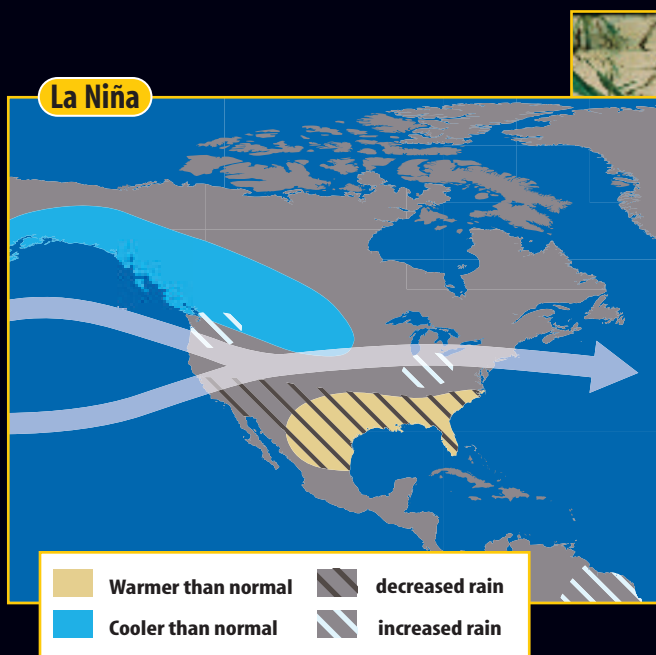 La Niña
Warmer than normal
decreased rain
Cooler than normal
increased rain